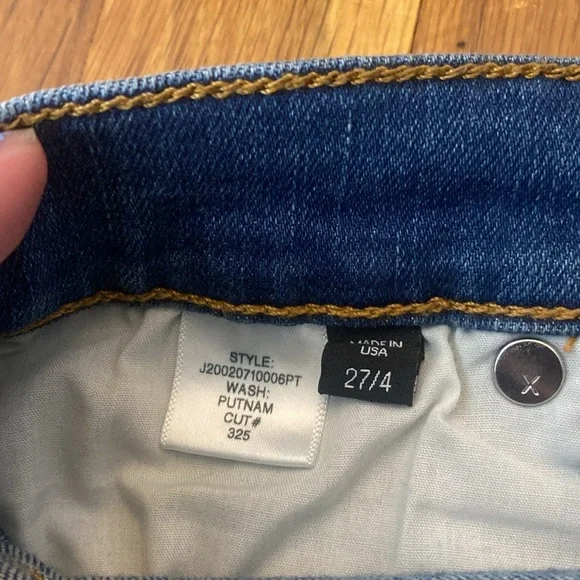 STYLE:
J20020710006PT
WASH:
PUTNAM
CUT#
325
MADE IN
USA
27/4
X